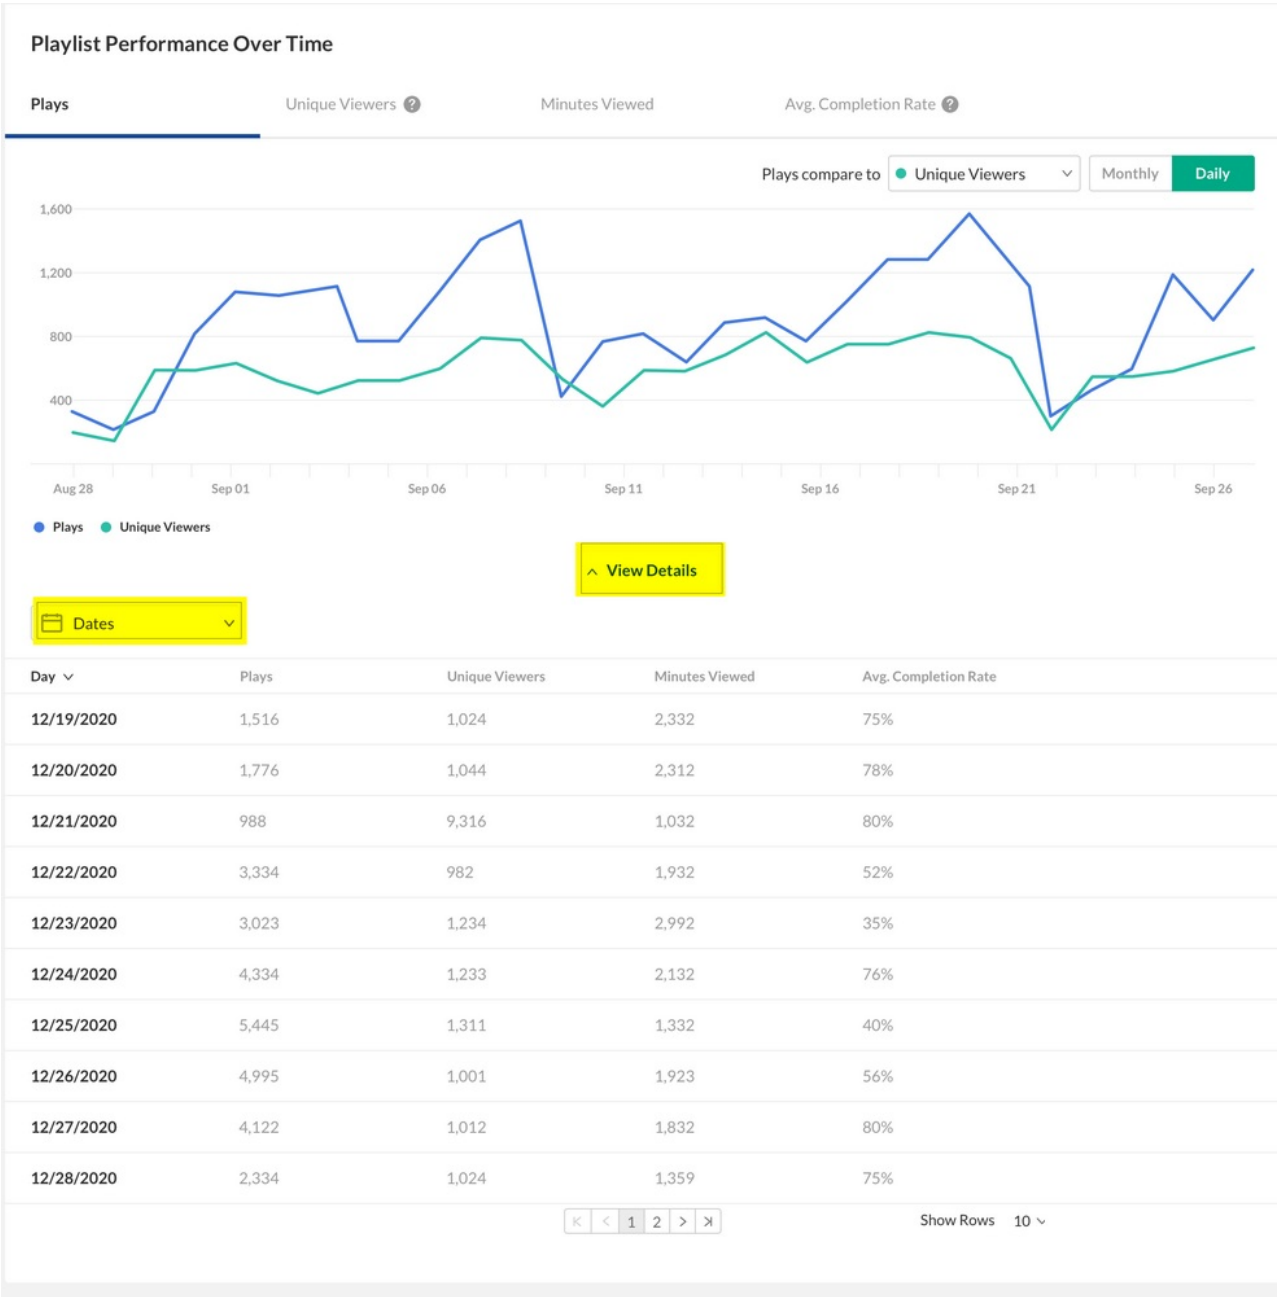 Playlist Performance Over Time
Plays Unique Viewers ? Minutes Viewed Avg. Completion Rate ?
Plays compare to Unique Viewers Monthly Daily
1,600
1,200
800
400
Aug 28 Sep 01 Sep 06 Sep 11 Sep 16 Sep 21 Sep 26
Plays Unique Viewers
View Details
Dates
Day Plays Unique Viewers Minutes Viewed Avg. Completion Rate
12/19/2020 1,516 1,024 2,332 75%
12/20/2020 1,776 1,044 2,312 78%
12/21/2020 988 9,316 1,032 80%
12/22/2020 3,334 982 1,932 52%
12/23/2020 3,023 1,234 2,992 35%
12/24/2020 4,334 1,233 2,132 76%
12/25/2020 5,445 1,311 1,332 40%
12/26/2020 4,995 1,001 1,923 56%
12/27/2020 4,122 1,012 1,832 80%
12/28/2020 2,334 1,024 1,359 75%
1 2 Show Rows 10